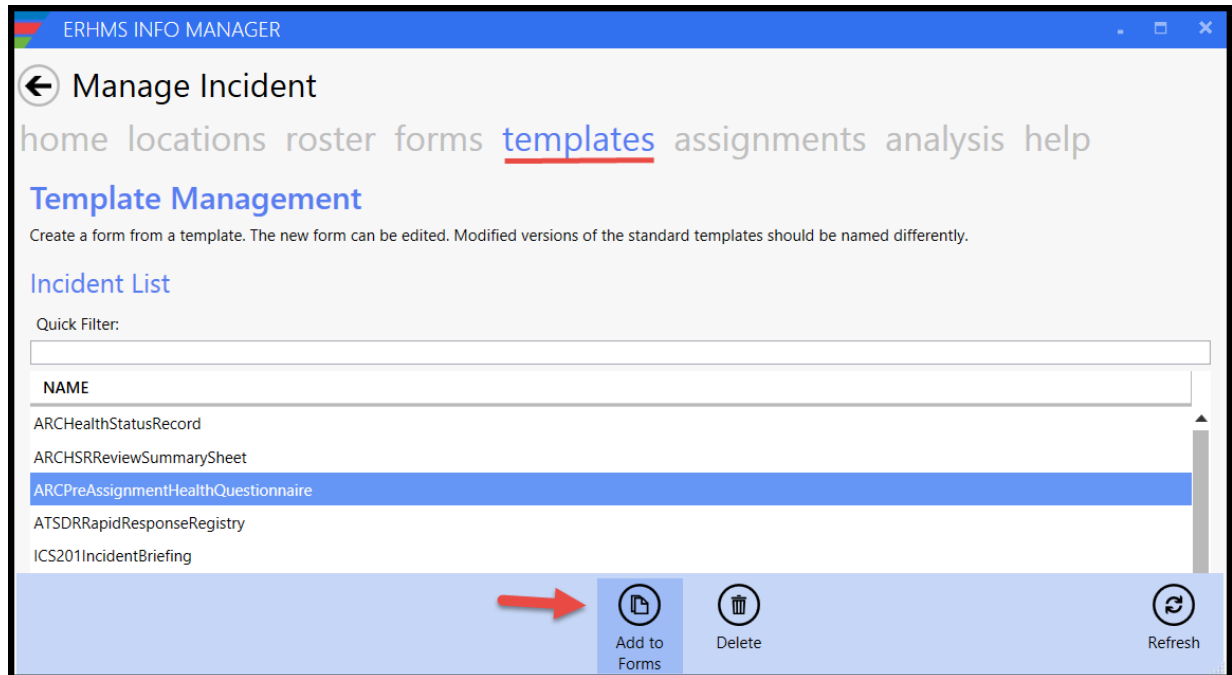 ERHMS INFO MANAGER
Manage Incident
home locations roster forms templates assignments analysis help
Template Management
Create a form from a template. The new form can be edited. Modified versions of the standard templates should be named differently.
Incident List
Quick Filter:
NAME
ARCHealthStatusRecord
ARCHSRReviewSummarySheet
ARCPreAssignmentHealthQuestionnaire
ATSDRRapidResponseRegistry
ICS201IncidentBriefing
Add to
Forms
Delete
Refresh